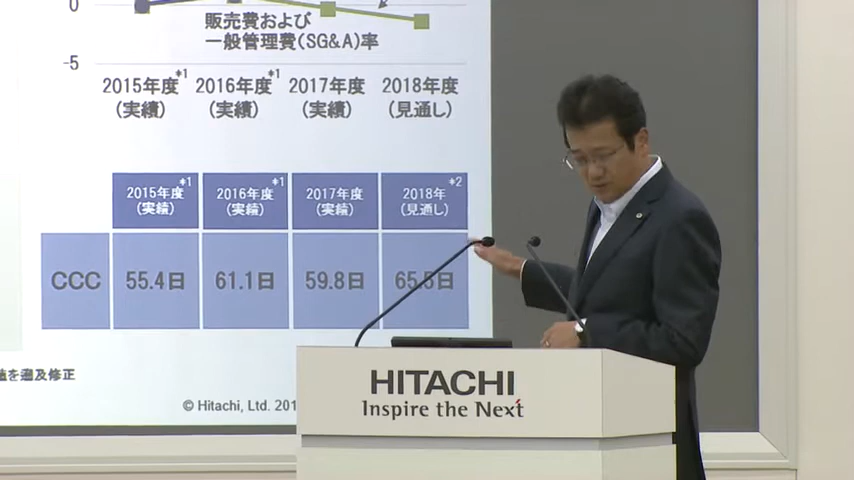 0
販売費および
一般管理費(SG&A)率
-5
2015年度*1 2016年度*1 2017年度 2018年度
(実績) (実績) (実績) (見通し)
2015年度*1 2016年度*1 2017年度 2018年*2
(実績) (実績) (実績) (見通し)
CCC 55.4日 61.1日 59.8日 65.5日
を遡及修正
© Hitachi, Ltd. 201
HITACHI
Inspire the Next